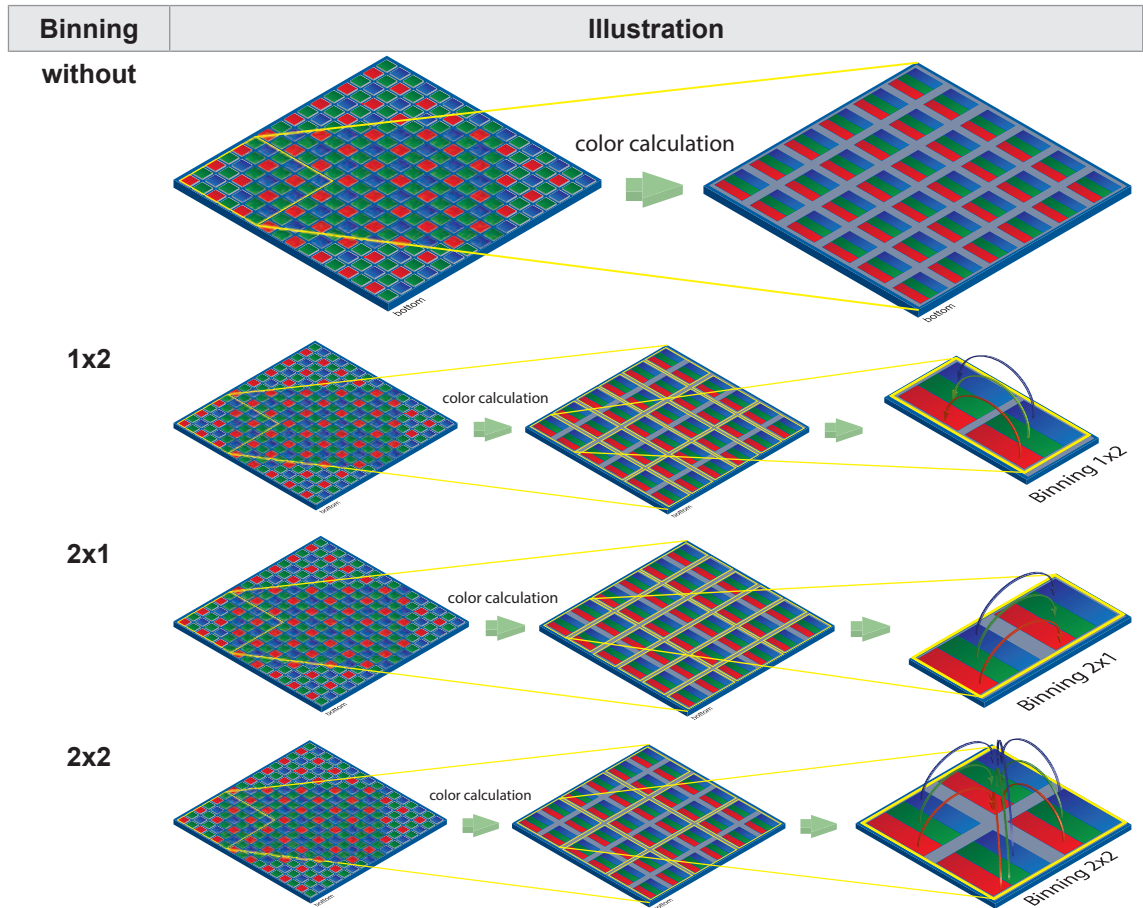 Binning Illustration
without
color calculation
bottom
bottom
1x2
color calculation
bottom
bottom
Binning 1x2
2x1
color calculation
bottom
bottom
Binning 2x1
2x2
color calculation
bottom
bottom
Binning 2x2